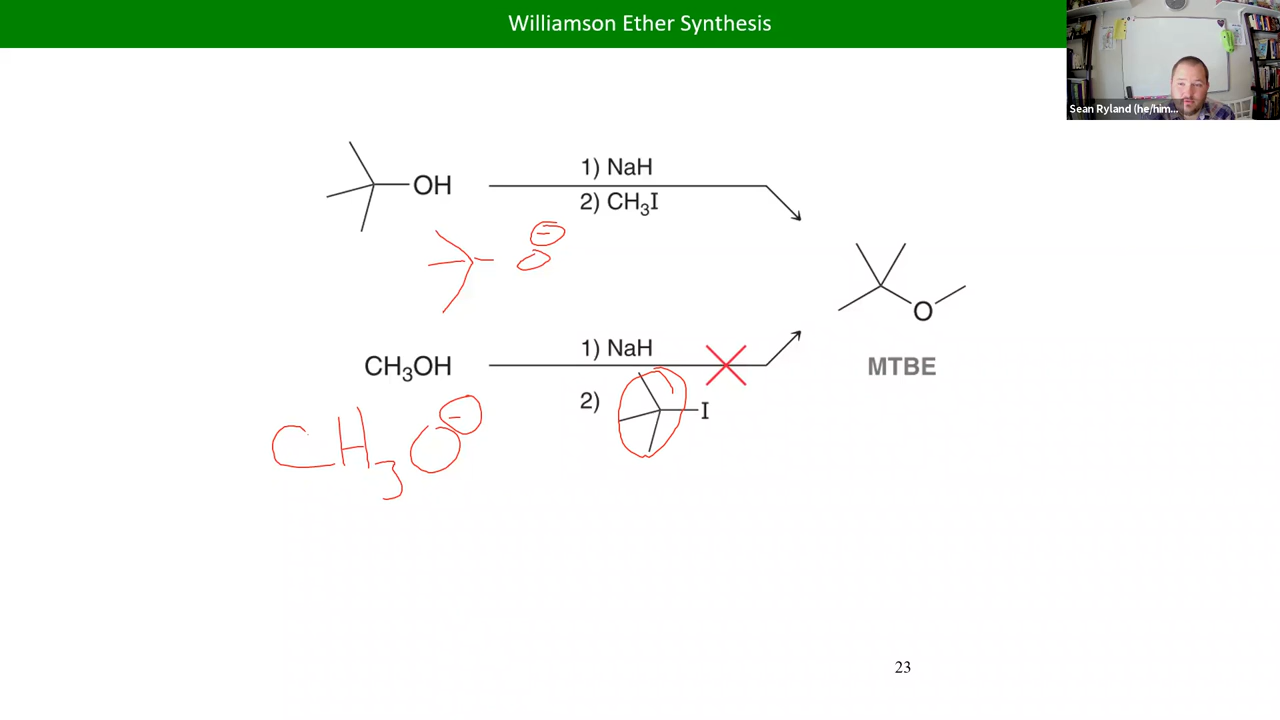 Williamson Ether Synthesis
Sean Ryland (he/him...
OH
1) NaH
2) CH₃I
O⊖
O
MTBE
CH₃OH
1) NaH
2)
I
CH₃O⊖
23